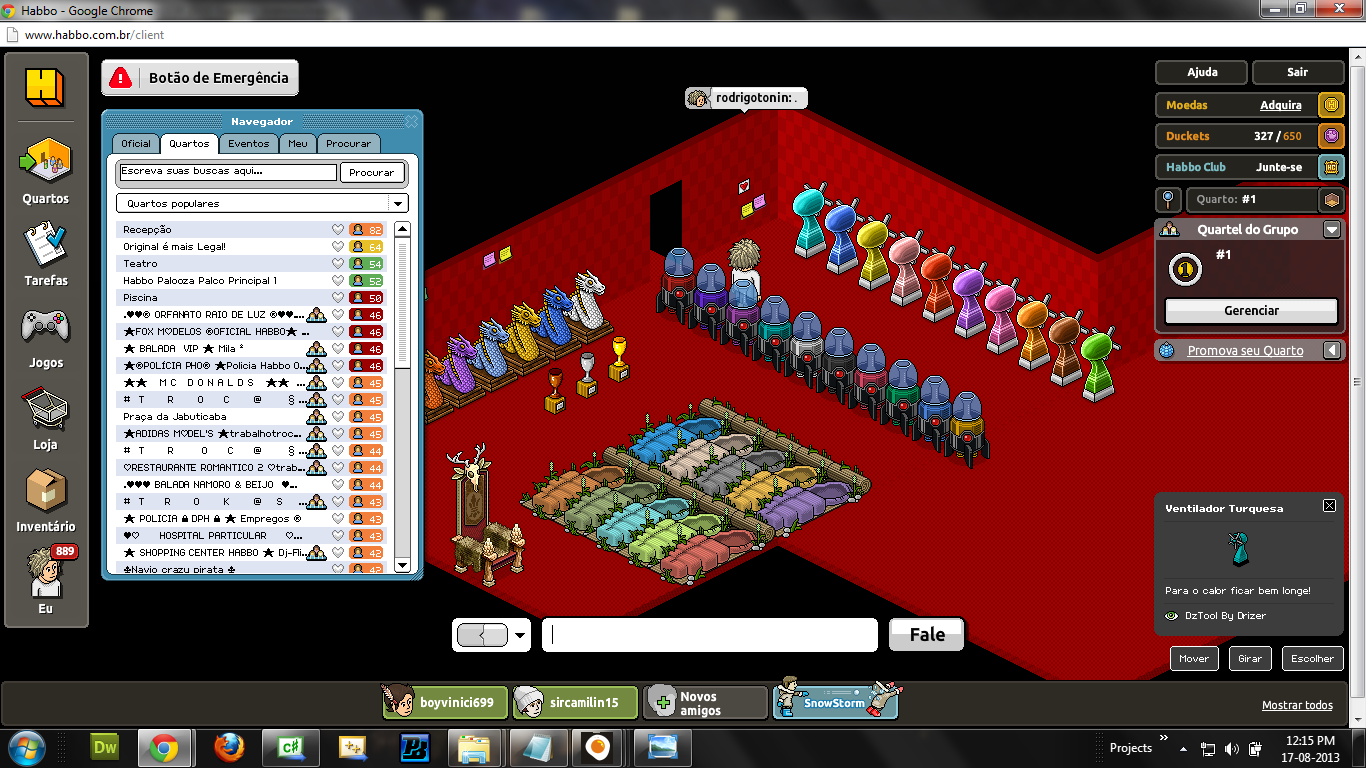 Habbo - Google Chrome
www.habbo.com.br/client
Quartos
Tarefas
Jogos
Loja
Inventário
889
Eu
Botão de Emergência
Navegador
Oficial Quartos Eventos Meu Procurar
Escreva suas buscas aqui... Procurar
Quartos populares
Recepção 82
Original é mais Legal! 64
Teatro 54
Habbo Palooza Palco Principal 1 52
Piscina 50
.♥♥® ORFANATO RAIO DE LUZ ®♥♥... 46
★FOX M♡DELOS ®OFICIAL HABBO★ ... 46
★ BALADA VIP ★ Mila ² 46
★®POLÍCIA PHO® ★Policia Habbo O... 46
★★ M C D O N A L D S ★★ ... 45
# T R O C @ §... 45
Praça da Jabuticaba 45
★ADIDAS M♡DEL'S ★trabalhotroc... 45
# T R O C @ §... 44
♡RESTAURANTE ROMANTICO 2 ♡trab... 44
.♥♥♥ BALADA NAMORO & BEIJO ♥... 44
# T R O K @ S ... 43
★ POLICIA DPH ★ Empregos ® 43
♥♡ HOSPITAL PARTICULAR ♡... 43
★ SHOPPING CENTER HABBO ★ Dj-Ali... 42
♣Navio crazy pirata ♣ 42
rodrigotonin: .
Ajuda Sair
Moedas Adquira
Duckets 327 / 650
Habbo Club Junte-se
HC
Quarto: #1
Quartel do Grupo
#1
1
Gerenciar
Promova seu Quarto
Ventilador Turquesa
Para o calor ficar bem longe!
DzTool By Drizer
Mover Girar Escolher
Fale
boyvinici699
sircamilin15
Novos
amigos
SnowStorm
Mostrar todos
Dw
C#
Projects
12:15 PM
17-08-2013